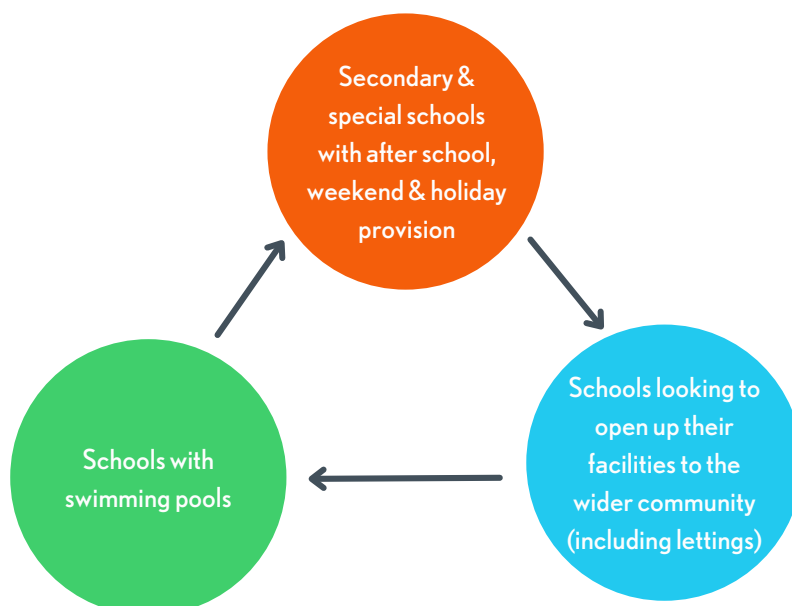 Secondary &
special schools
with after school,
weekend & holiday
provision
Schools looking to
open up their
facilities to the
wider community
(including lettings)
Schools with
swimming pools